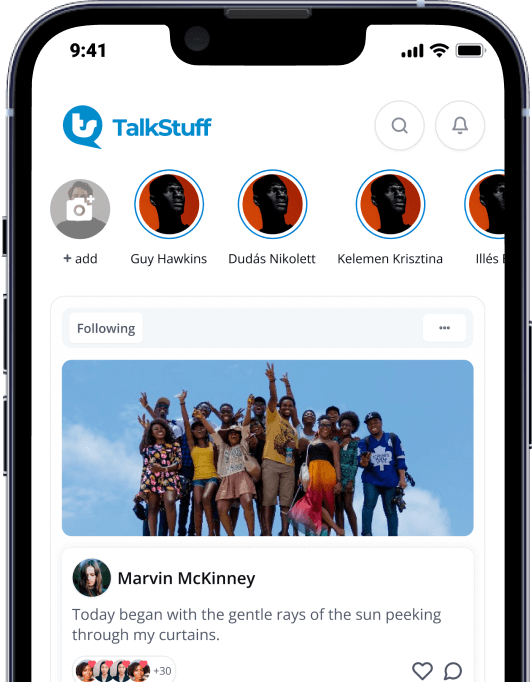 9:41
ts TalkStuff
+ add
Guy Hawkins
Dudás Nikolett
Kelemen Krisztina
Illés
Following
Marvin McKinney
Today began with the gentle rays of the sun peeking
through my curtains.
+30